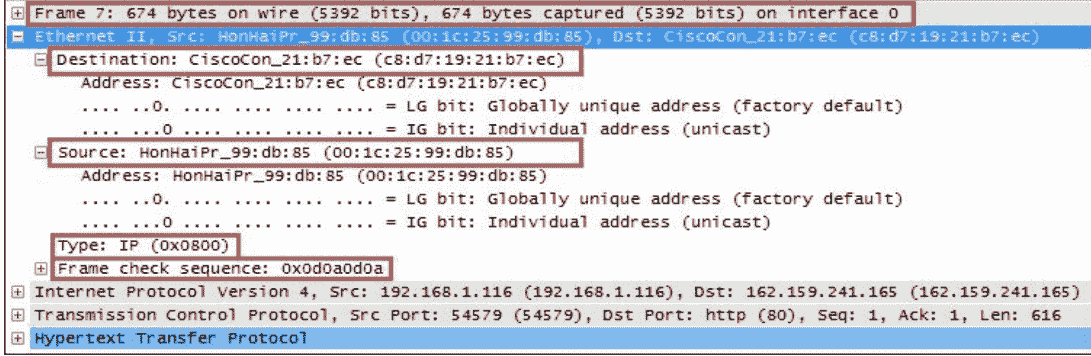 Frame 7: 674 bytes on wire (5392 bits), 674 bytes captured (5392 bits) on interface 0
Ethernet II, Src: HonHaiPr_99:db:85 (00:1c:25:99:db:85), Dst: CiscoCon_21:b7:ec (c8:d7:19:21:b7:ec)
Destination: CiscoCon_21:b7:ec (c8:d7:19:21:b7:ec)
Address: CiscoCon_21:b7:ec (c8:d7:19:21:b7:ec)
.... ..0. .... .... .... .... = LG bit: Globally unique address (factory default)
.... ...0 .... .... .... .... = IG bit: Individual address (unicast)
Source: HonHaiPr_99:db:85 (00:1c:25:99:db:85)
Address: HonHaiPr_99:db:85 (00:1c:25:99:db:85)
.... ..0. .... .... .... .... = LG bit: Globally unique address (factory default)
.... ...0 .... .... .... .... = IG bit: Individual address (unicast)
Type: IP (0x0800)
Frame check sequence: 0x0d0a0d0a
Internet Protocol Version 4, Src: 192.168.1.116 (192.168.1.116), Dst: 162.159.241.165 (162.159.241.165)
Transmission Control Protocol, Src Port: 54579 (54579), Dst Port: http (80), Seq: 1, Ack: 1, Len: 616
Hypertext Transfer Protocol